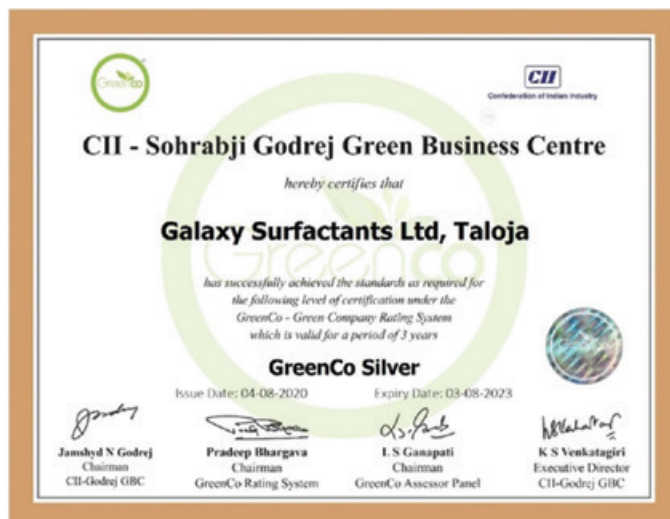 GreenCo
CII
Confederation of Indian Industry
CII - Sohrabji Godrej Green Business Centre
hereby certifies that
Galaxy Surfactants Ltd, Taloja
GreenCo
has successfully achieved the standards as required for
the following level of certification under the
GreenCo - Green Company Rating System
which is valid for a period of 3 years
GreenCo Silver
Issue Date: 04-08-2020 Expiry Date: 03-08-2023
Jamshyd N Godrej
Chairman
CII-Godrej GBC
Pradeep Bhargava
Chairman
GreenCo Rating System
L S Ganapati
Chairman
GreenCo Assessor Panel
K S Venkatagiri
Executive Director
CII-Godrej GBC